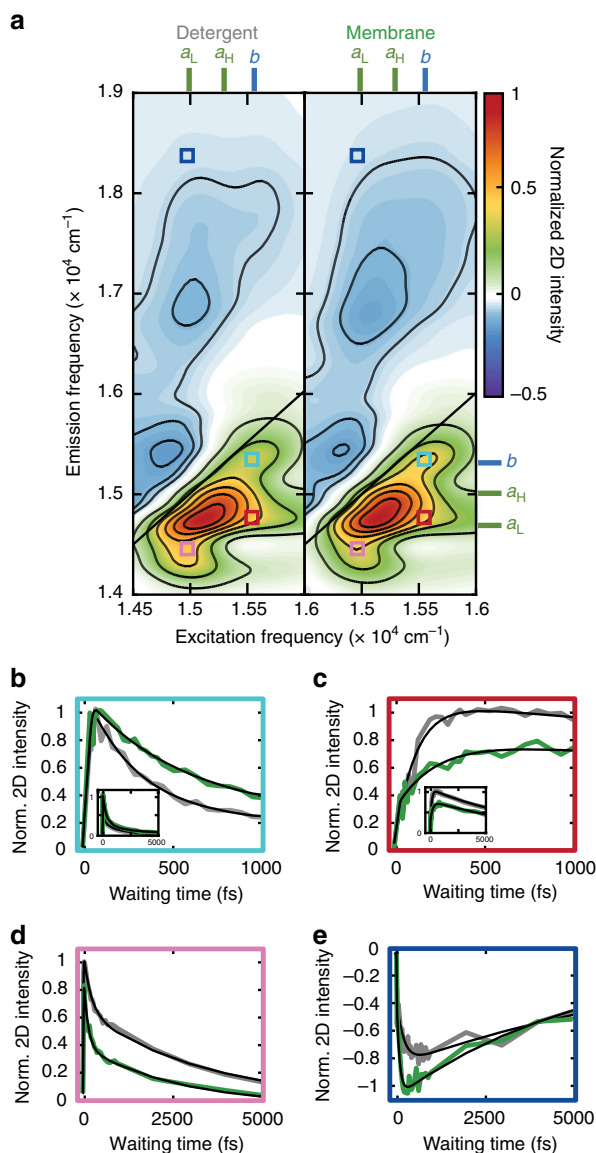 a
Detergent Membrane
aL aH b aL aH b
1.9
1.8
1.7
1.6
1.5
1.4
Emission frequency (× 10⁴ cm⁻¹)
1
0.5
0
−0.5
Normalized 2D intensity
b
aH
aL
1.45 1.5 1.55 1.6 1.5 1.55 1.6
Excitation frequency (× 10⁴ cm⁻¹)
b
Norm. 2D intensity
1
0.8
0.6
0.4
0.2
0
1
0
0 5000
0 500 1000
Waiting time (fs)
c
Norm. 2D intensity
1
0.8
0.6
0.4
0.2
0
1
0
0 5000
0 500 1000
Waiting time (fs)
d
Norm. 2D intensity
1
0.8
0.6
0.4
0.2
0
0 2500 5000
Waiting time (fs)
e
Norm. 2D intensity
0
−0.2
−0.4
−0.6
−0.8
−1
0 2500 5000
Waiting time (fs)